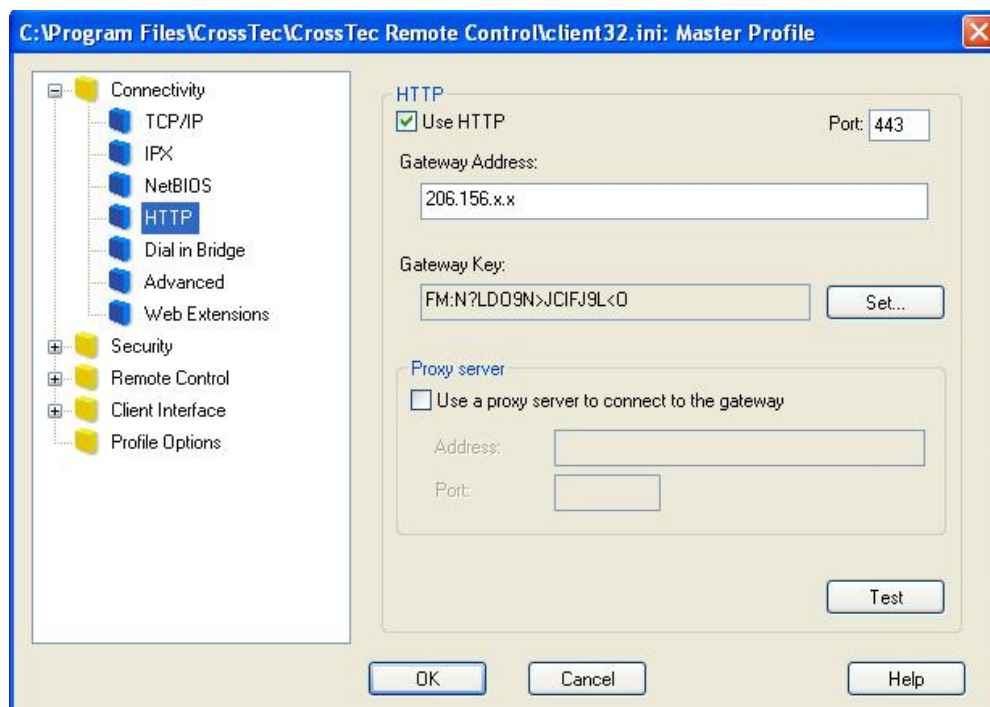 C:\Program Files\CrossTec\CrossTec Remote Control\client32.ini: Master Profile
Connectivity
TCP/IP
IPX
NetBIOS
HTTP
Dial in Bridge
Advanced
Web Extensions
Security
Remote Control
Client Interface
Profile Options
HTTP
Use HTTP
Port: 443
Gateway Address:
206.156.x.x
Gateway Key:
FM:N?LDO9N>JCIFJ9L<O
Set...
Proxy server
Use a proxy server to connect to the gateway
Address:
Port:
Test
OK
Cancel
Help